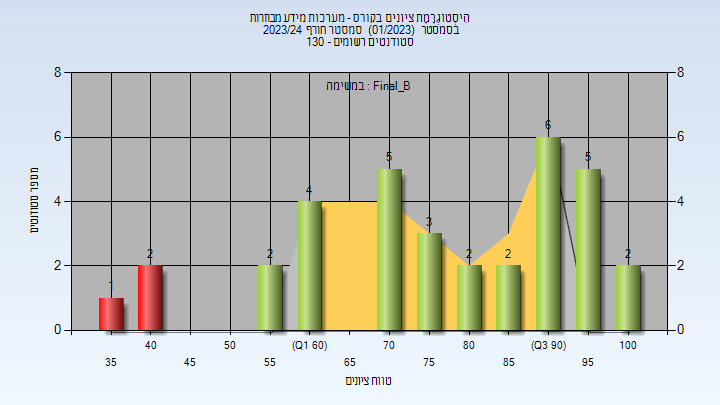 היסטוגרמת ציונים בקורס - מערכות מידע מבחרות
בסמסטר (01/2023) סמסטר חורף 2023/24
סטודנטים רשומים - 130
במשימה : Final_B
מספר סטודנטים
8 8
6 6
4 4
2 2
0 0
1 2 2 4 5 3 2 2 6 5 2
40 50 (Q1 60) 70 80 (Q3 90) 100
35 45 55 65 75 85 95
טווח ציונים